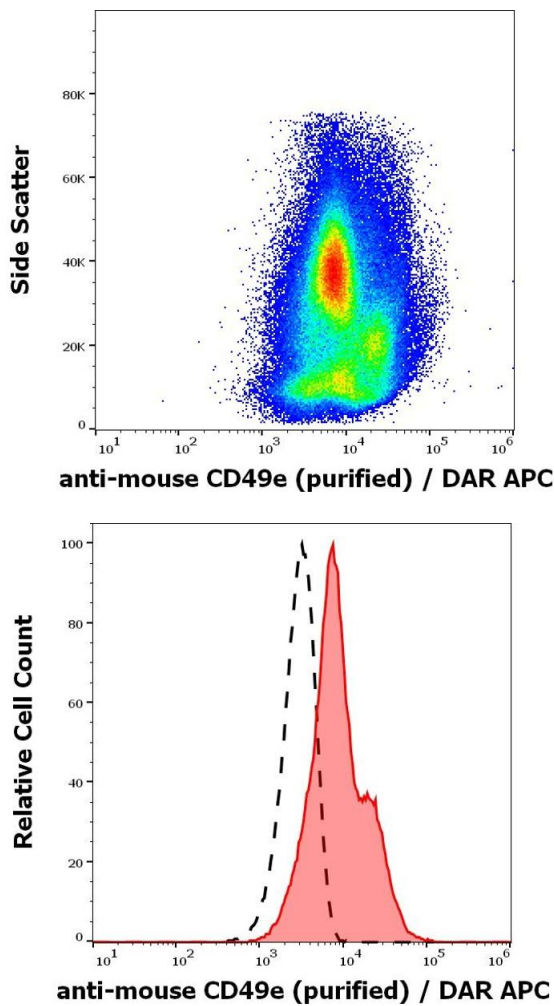 Side Scatter
80K
60K
40K
20K
0
10¹ 10² 10³ 10⁴ 10⁵ 10⁶
anti-mouse CD49e (purified) / DAR APC
Relative Cell Count
100
80
60
40
20
0
10¹ 10² 10³ 10⁴ 10⁵ 10⁶
anti-mouse CD49e (purified) / DAR APC